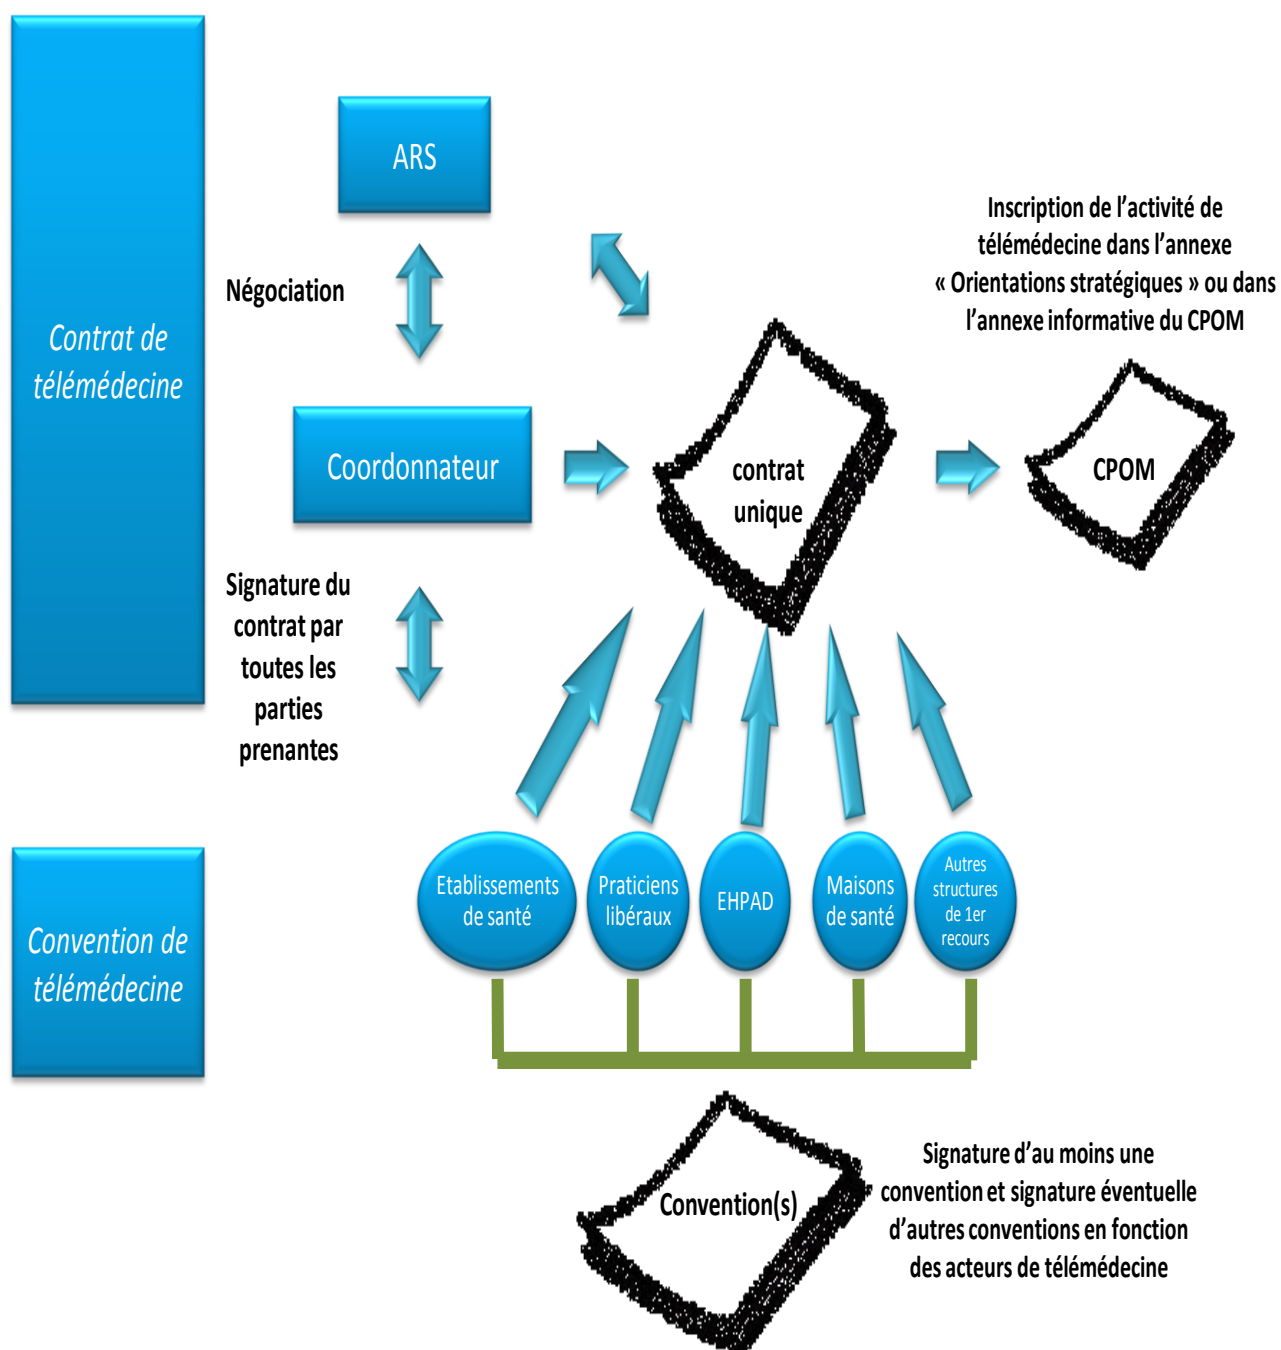 Contrat de
télémédecine
ARS
Négociation
Inscription de l’activité de
télémédecine dans l’annexe
« Orientations stratégiques » ou dans
l’annexe informative du CPOM
Coordonnateur
contrat
unique
CPOM
Signature du
contrat par
toutes les
parties
prenantes
Convention de
télémédecine
Etablissements
de santé
Praticiens
libéraux
EHPAD
Maisons
de santé
Autres
structures
de 1er
recours
Convention(s)
Signature d’au moins une
convention et signature éventuelle
d’autres conventions en fonction
des acteurs de télémédecine